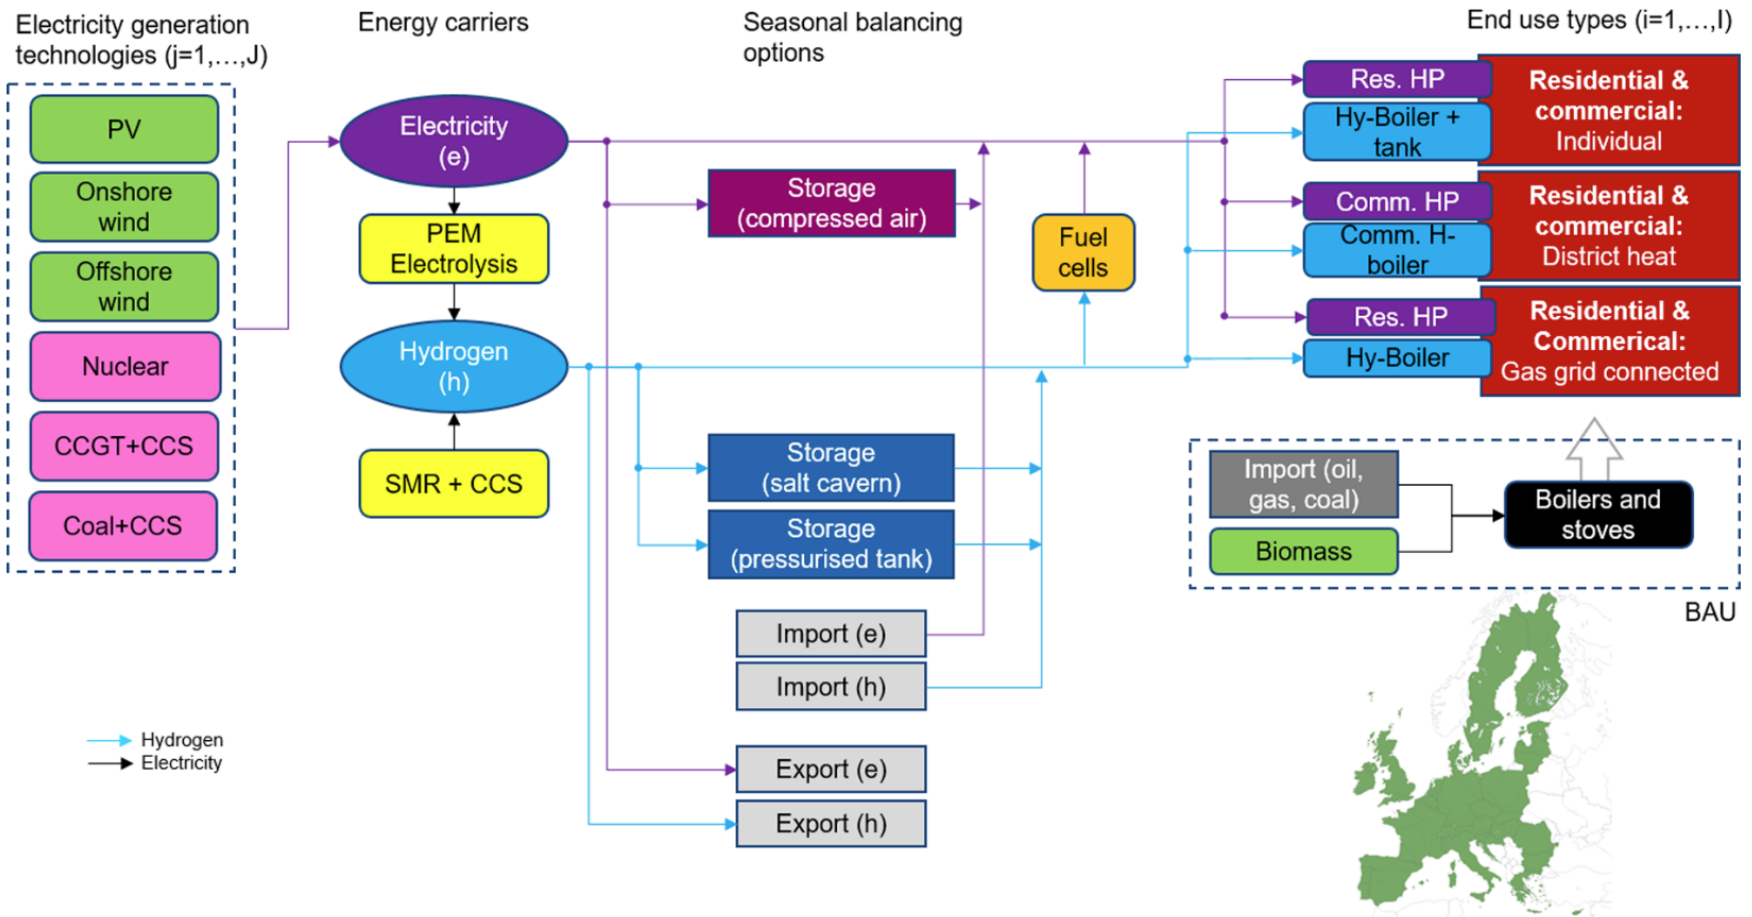 Electricity generation
technologies (j=1,...,J)
Energy carriers
Seasonal balancing
options
End use types (i=1,...,I)
PV
Onshore
wind
Offshore
wind
Nuclear
CCGT+CCS
Coal+CCS
Electricity
(e)
PEM
Electrolysis
Hydrogen
(h)
SMR + CCS
Storage
(compressed air)
Fuel
cells
Storage
(salt cavern)
Storage
(pressurised tank)
Import (e)
Import (h)
Export (e)
Export (h)
Res. HP
Hy-Boiler +
tank
Residential &
commercial:
Individual
Comm. HP
Comm. H-
boiler
Residential &
commercial:
District heat
Res. HP
Hy-Boiler
Residential &
Commerical:
Gas grid connected
Import (oil,
gas, coal)
Biomass
Boilers and
stoves
BAU
Hydrogen
Electricity